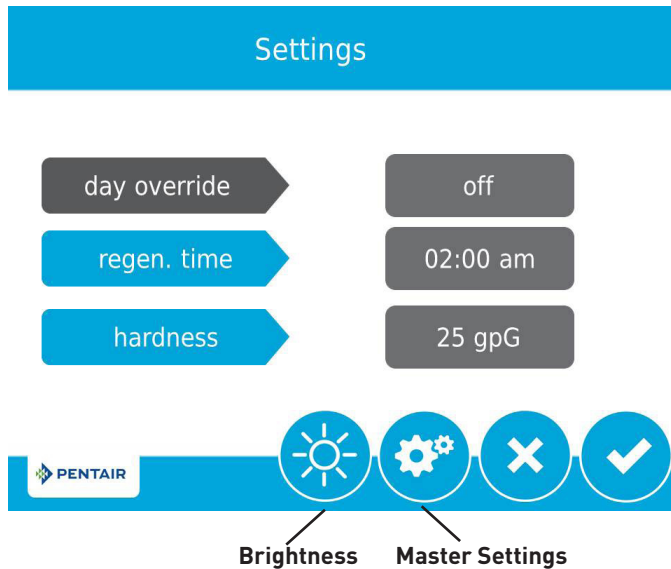 Settings
day override off
regen. time 02:00 am
hardness 25 gpG
PENTAIR
Brightness Master Settings